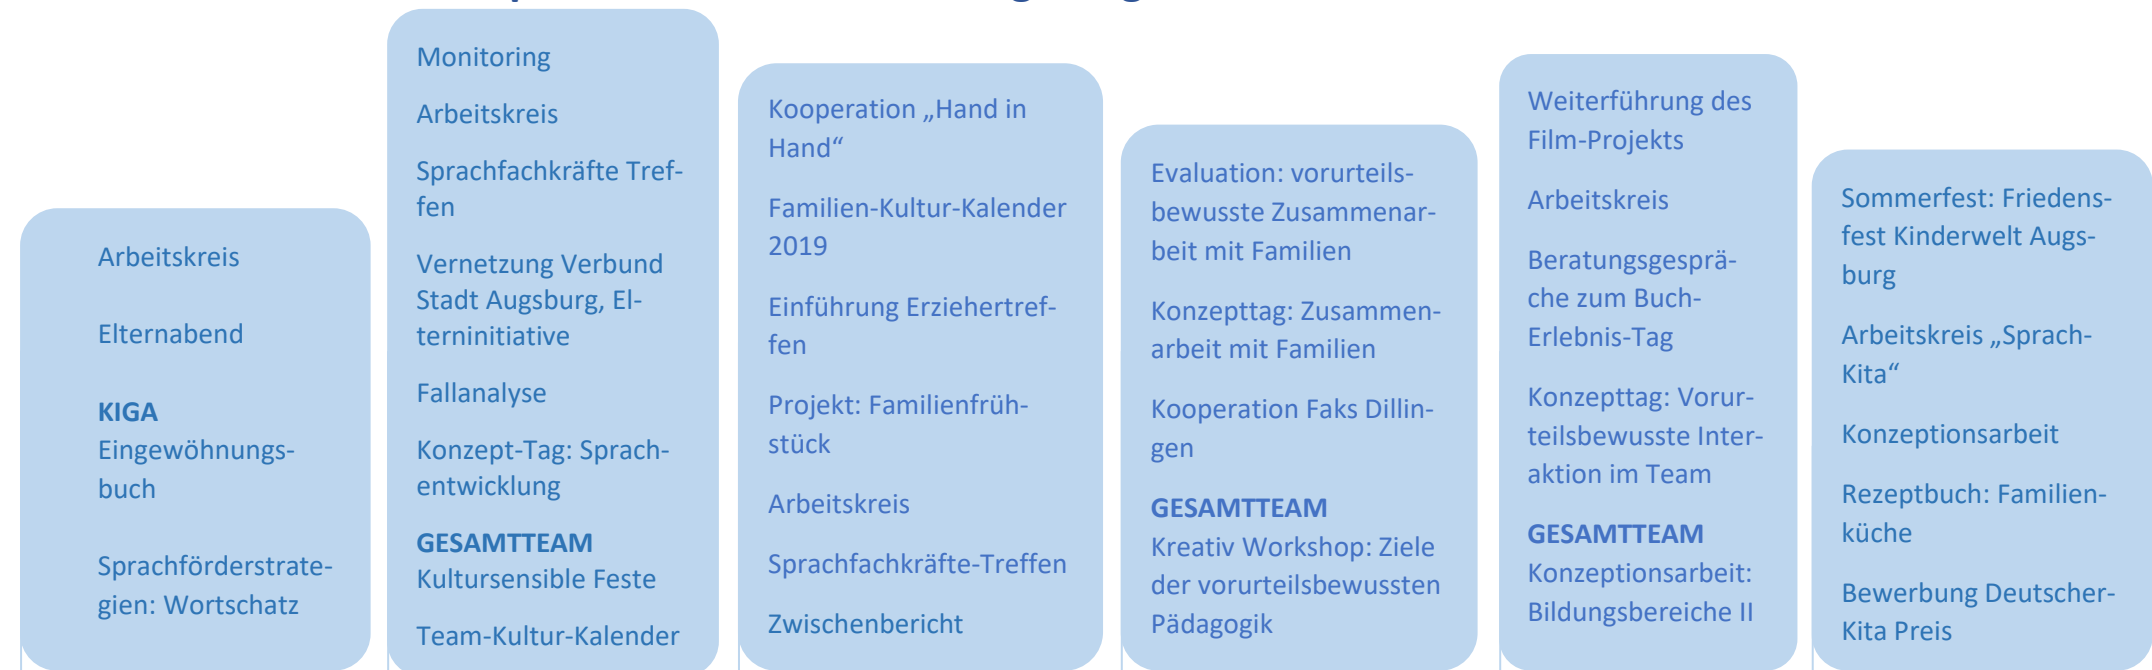 Arbeitskreis
Elternabend
KIGA
Eingewöhnungs-
buch
Sprachförderstrate-
gien: Wortschatz
Monitoring
Arbeitskreis
Sprachfachkräfte Tref-
fen
Vernetzung Verbund
Stadt Augsburg, El-
terninitiative
Fallanalyse
Konzept-Tag: Sprach-
entwicklung
GESAMTTEAM
Kultursensible Feste
Team-Kultur-Kalender
Kooperation „Hand in
Hand“
Familien-Kultur-Kalender
2019
Einführung Erziehertref-
fen
Projekt: Familienfrüh-
stück
Arbeitskreis
Sprachfachkräfte-Treffen
Zwischenbericht
Evaluation: vorurteils-
bewusste Zusammenar-
beit mit Familien
Konzepttag: Zusammen-
arbeit mit Familien
Kooperation Faks Dillin-
gen
GESAMTTEAM
Kreativ Workshop: Ziele
der vorurteilsbewussten
Pädagogik
Weiterführung des
Film-Projekts
Arbeitskreis
Beratungsgesprä-
che zum Buch-
Erlebnis-Tag
Konzepttag: Vorur-
teilsbewusste Inter-
aktion im Team
GESAMTTEAM
Konzeptionsarbeit:
Bildungsbereiche II
Sommerfest: Friedens-
fest Kinderwelt Augs-
burg
Arbeitskreis „Sprach-
Kita“
Konzeptionsarbeit
Rezeptbuch: Familien-
küche
Bewerbung Deutscher-
Kita Preis